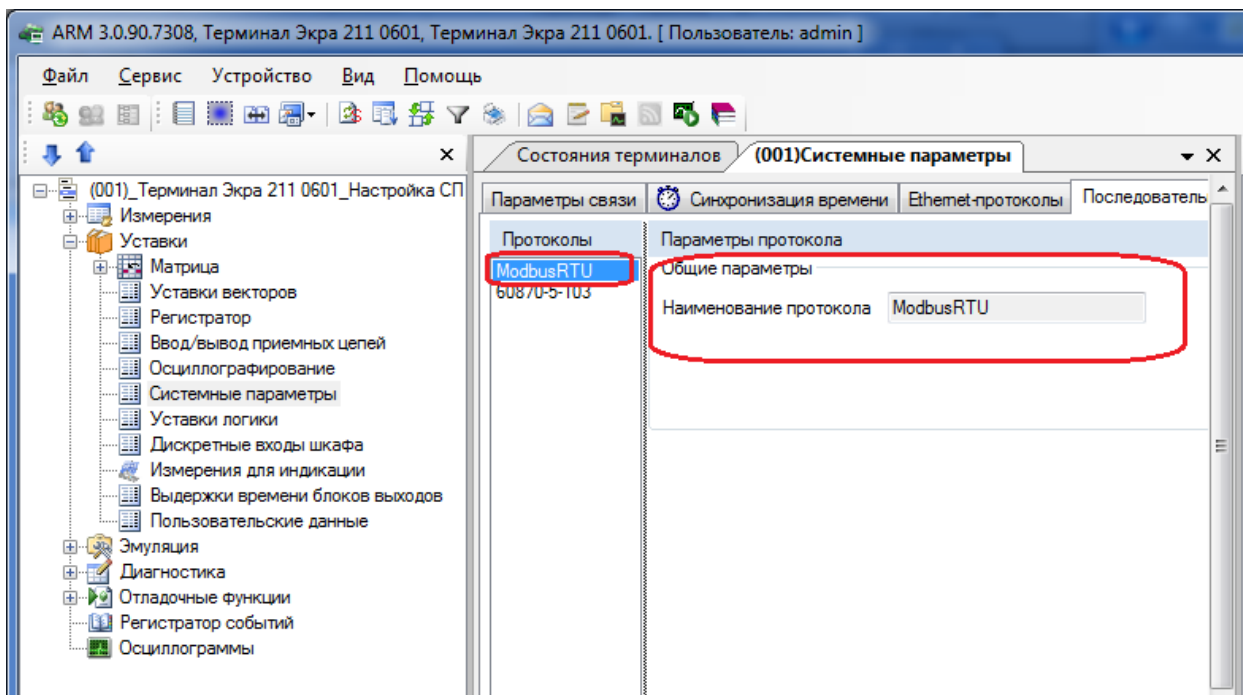 ARM 3.0.90.7308, Терминал Экра 211 0601, Терминал Экра 211 0601. [ Пользователь: admin ]
Файл Сервис Устройство Вид Помощь
Состояния терминалов (001)Системные параметры
(001)_Терминал Экра 211 0601_Настройка СП
Измерения
Уставки
Матрица
Уставки векторов
Регистратор
Ввод/вывод приемных цепей
Осциллографирование
Системные параметры
Уставки логики
Дискретные входы шкафа
Измерения для индикации
Выдержки времени блоков выходов
Пользовательские данные
Эмуляция
Диагностика
Отладочные функции
Регистратор событий
Осциллограммы
Параметры связи Синхронизация времени Ethernet-протоколы Последователь
Протоколы
ModbusRTU
60870-5-103
Параметры протокола
Общие параметры
Наименование протокола ModbusRTU